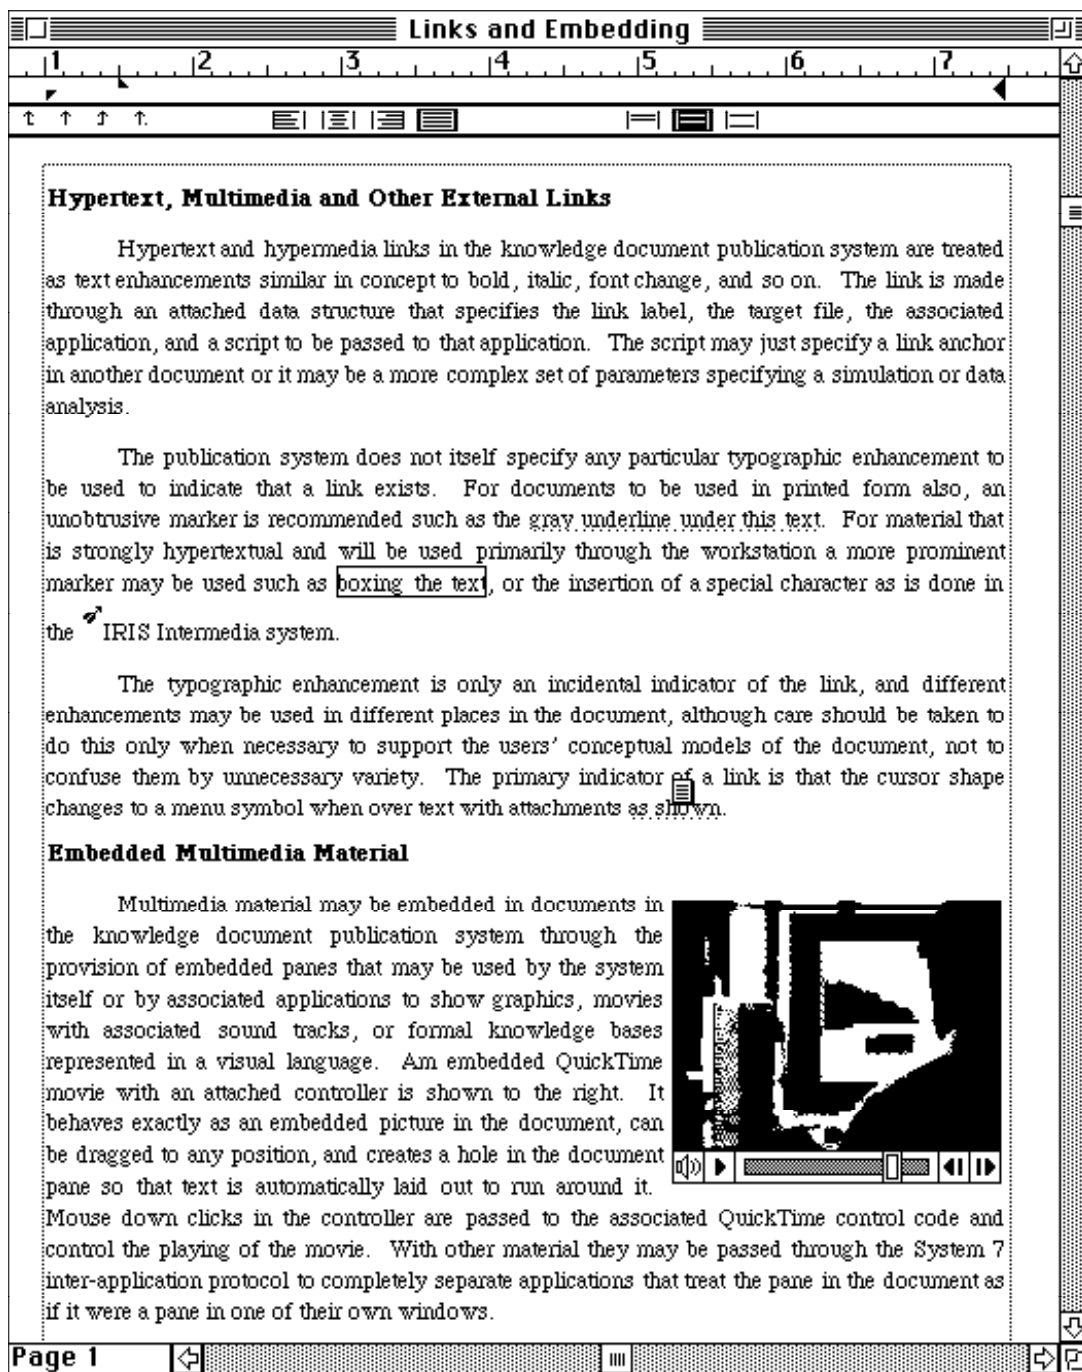 Links and Embedding
1 2 3 4 5 6 7
Hypertext, Multimedia and Other External Links
Hypertext and hypermedia links in the knowledge document publication system are treated
as text enhancements similar in concept to bold, italic, font change, and so on. The link is made
through an attached data structure that specifies the link label, the target file, the associated
application, and a script to be passed to that application. The script may just specify a link anchor
in another document or it may be a more complex set of parameters specifying a simulation or data
analysis.
The publication system does not itself specify any particular typographic enhancement to
be used to indicate that a link exists. For documents to be used in printed form also, an
unobtrusive marker is recommended such as the gray underline under this text. For material that
is strongly hypertextual and will be used primarily through the workstation a more prominent
marker may be used such as boxing the text, or the insertion of a special character as is done in
the IRIS Intermedia system.
The typographic enhancement is only an incidental indicator of the link, and different
enhancements may be used in different places in the document, although care should be taken to
do this only when necessary to support the users' conceptual models of the document, not to
confuse them by unnecessary variety. The primary indicator of a link is that the cursor shape
changes to a menu symbol when over text with attachments as shown.
Embedded Multimedia Material
Multimedia material may be embedded in documents in
the knowledge document publication system through the
provision of embedded panes that may be used by the system
itself or by associated applications to show graphics, movies
with associated sound tracks, or formal knowledge bases
represented in a visual language. Am embedded QuickTime
movie with an attached controller is shown to the right. It
behaves exactly as an embedded picture in the document, can
be dragged to any position, and creates a hole in the document
pane so that text is automatically laid out to run around it.
Mouse down clicks in the controller are passed to the associated QuickTime control code and
control the playing of the movie. With other material they may be passed through the System 7
inter-application protocol to completely separate applications that treat the pane in the document as
if it were a pane in one of their own windows.
Page 1